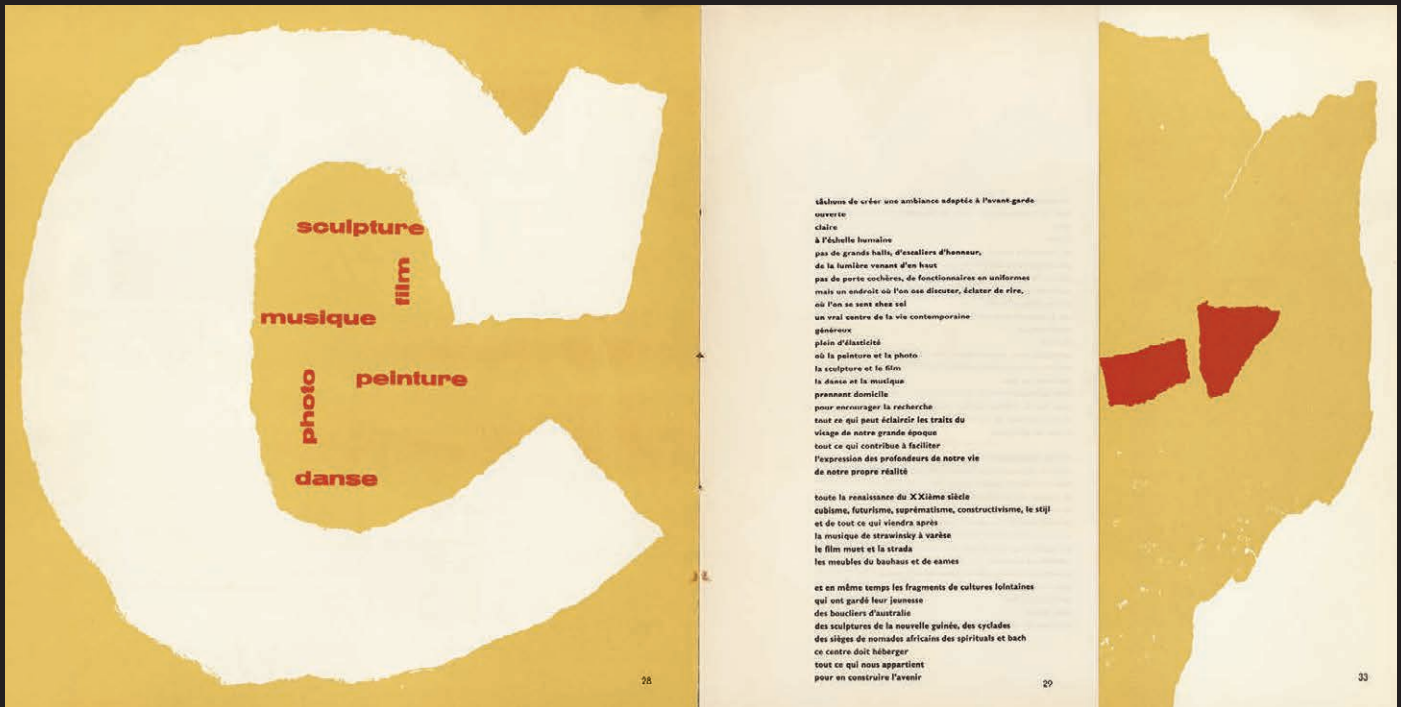 C
sculpture
film
musique
photo
peinture
danse
28
tâchons de créer une ambiance adaptée à l'avant-garde
ouverte
claire
à l'échelle humaine
pas de grands halls, d'escaliers d'honneur,
de la lumière venant d'en haut
pas de porte cochères, de fonctionnaires en uniformes
mais un endroit où l'on ose discuter, éclater de rire,
où l'on se sent chez soi
un vrai centre de la vie contemporaine
généreux
plein d'élasticité
où la peinture et la photo
la sculpture et le film
la danse et la musique
prennent domicile
pour encourager la recherche
tout ce qui peut éclaircir les traits du
visage de notre grande époque
tout ce qui contribue à faciliter
l'expression des profondeurs de notre vie
de notre propre réalité
toute la renaissance du XXième siècle
cubisme, futurisme, suprématisme, constructivisme, le stijl
et de tout ce qui viendra après
la musique de strawinsky à varèse
le film muet et la strada
les meubles du bauhaus et de eames
et en même temps les fragments de cultures lointaines
qui ont gardé leur jeunesse
des boucliers d'australie
des sculptures de la nouvelle guinée, des cyclades
des sièges de nomades africains des spirituals et bach
ce centre doit héberger
tout ce qui nous appartient
pour en construire l'avenir
29
33